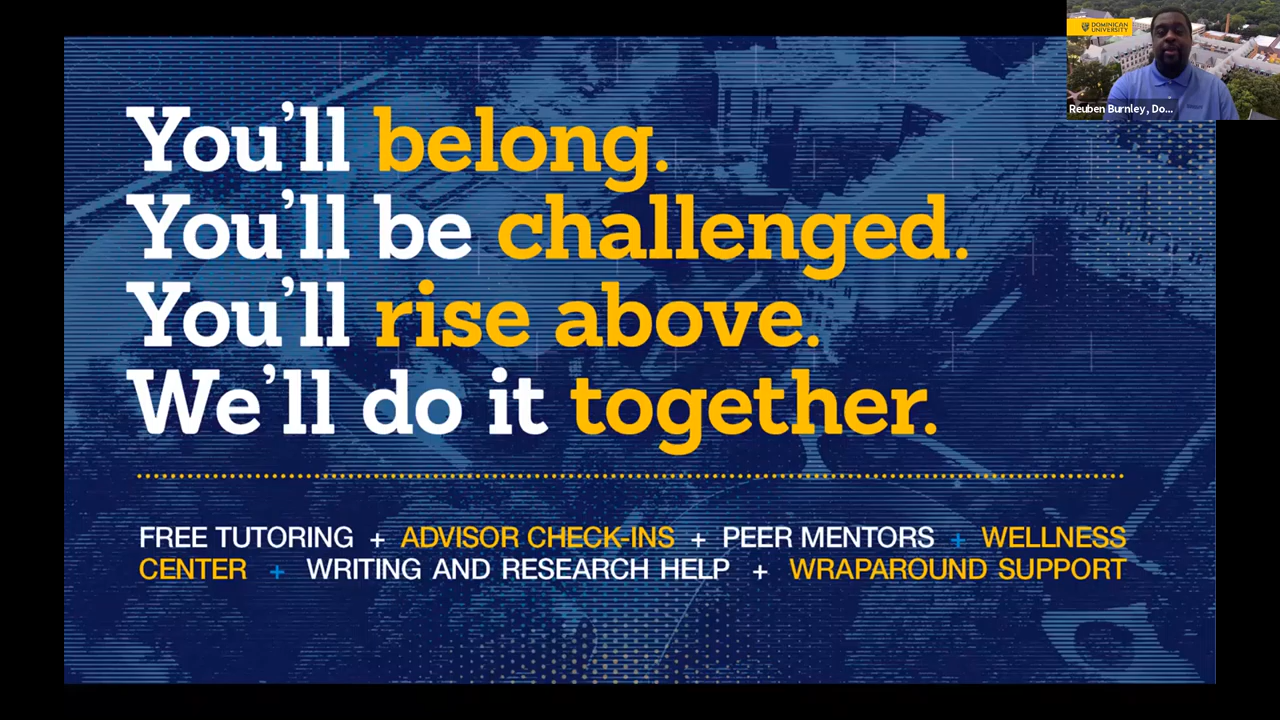 DOMINICAN
UNIVERSITY
Reuben Burnley, Do...
You'll belong.
You'll be challenged.
You'll rise above.
We'll do it together.
FREE TUTORING + ADVISOR CHECK-INS + PEER MENTORS + WELLNESS
CENTER + WRITING AND RESEARCH HELP + WRAPAROUND SUPPORT